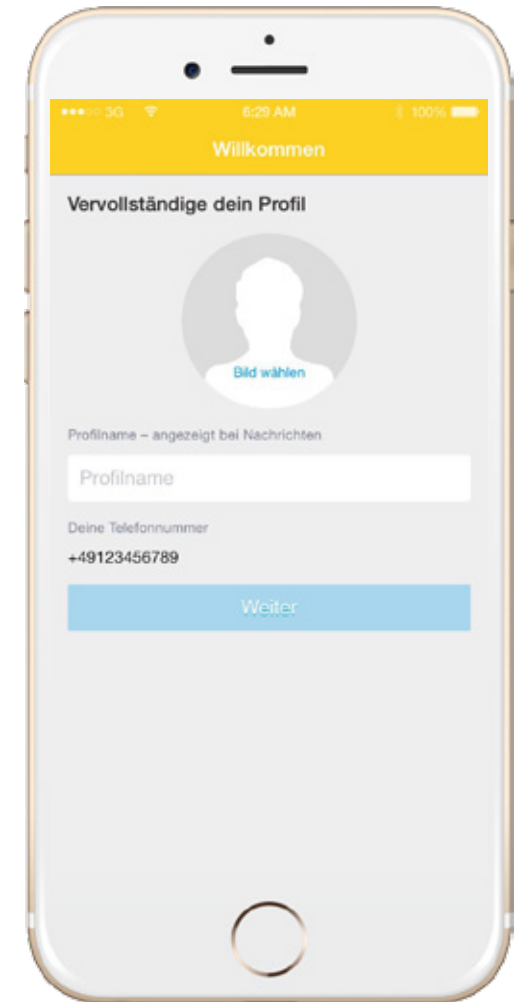 3G 6:29 AM 100%
Willkommen
Vervollständige dein Profil
Bild wählen
Profilname – angezeigt bei Nachrichten
Profilname
Deine Telefonnummer
+49123456789
Weiter